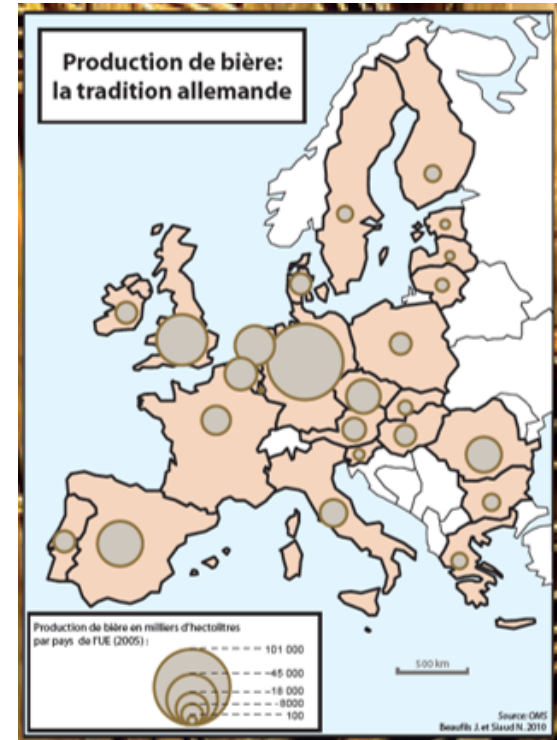 Production de bière:
la tradition allemande
Production de bière en milliers d'hectolitres
par pays de l'UE (2005) :
101 000
45 000
18 000
8000
100
500 km
Source: OMS
Beaufils J. et Siaud N. 2010